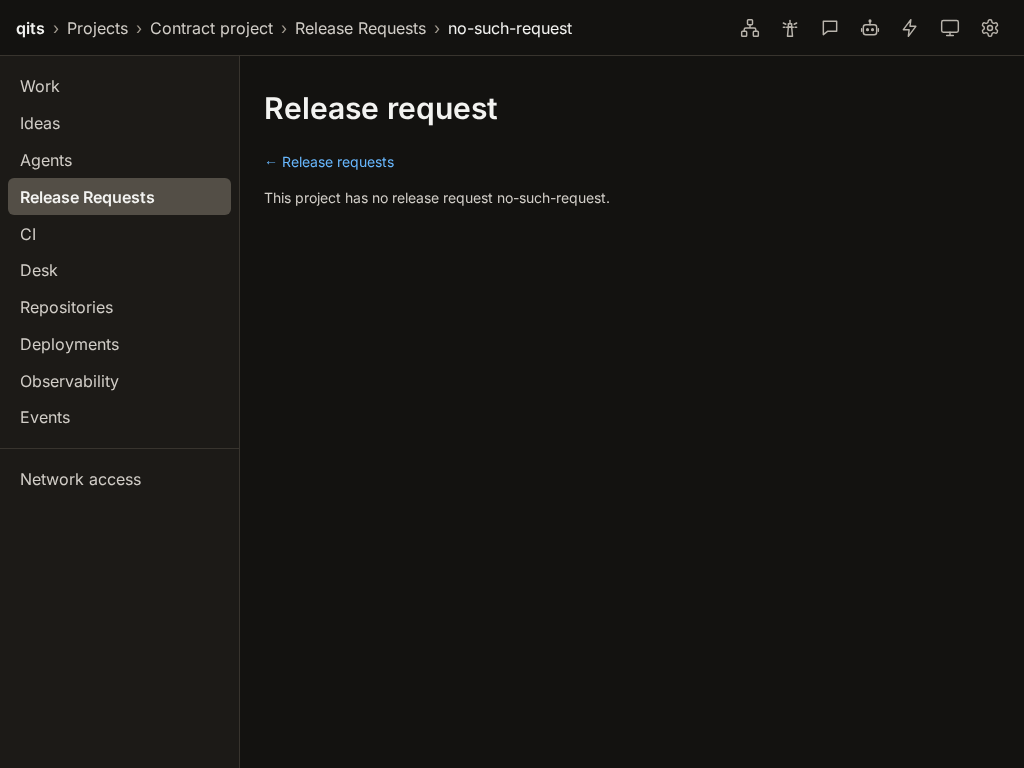 qits › Projects › Contract project › Release Requests › no-such-request
Work
Ideas
Agents
Release Requests
CI
Desk
Repositories
Deployments
Observability
Events
Network access
Release request
← Release requests
This project has no release request no-such-request.